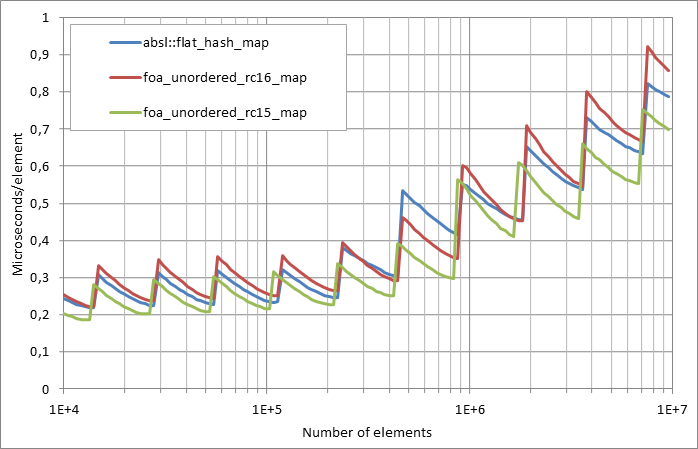 1
0,9
0,8
0,7
0,6
0,5
0,4
0,3
0,2
0,1
0
Microseconds/element
absl::flat_hash_map
foa_unordered_rc16_map
foa_unordered_rc15_map
1E+4
1E+5
1E+6
1E+7
Number of elements